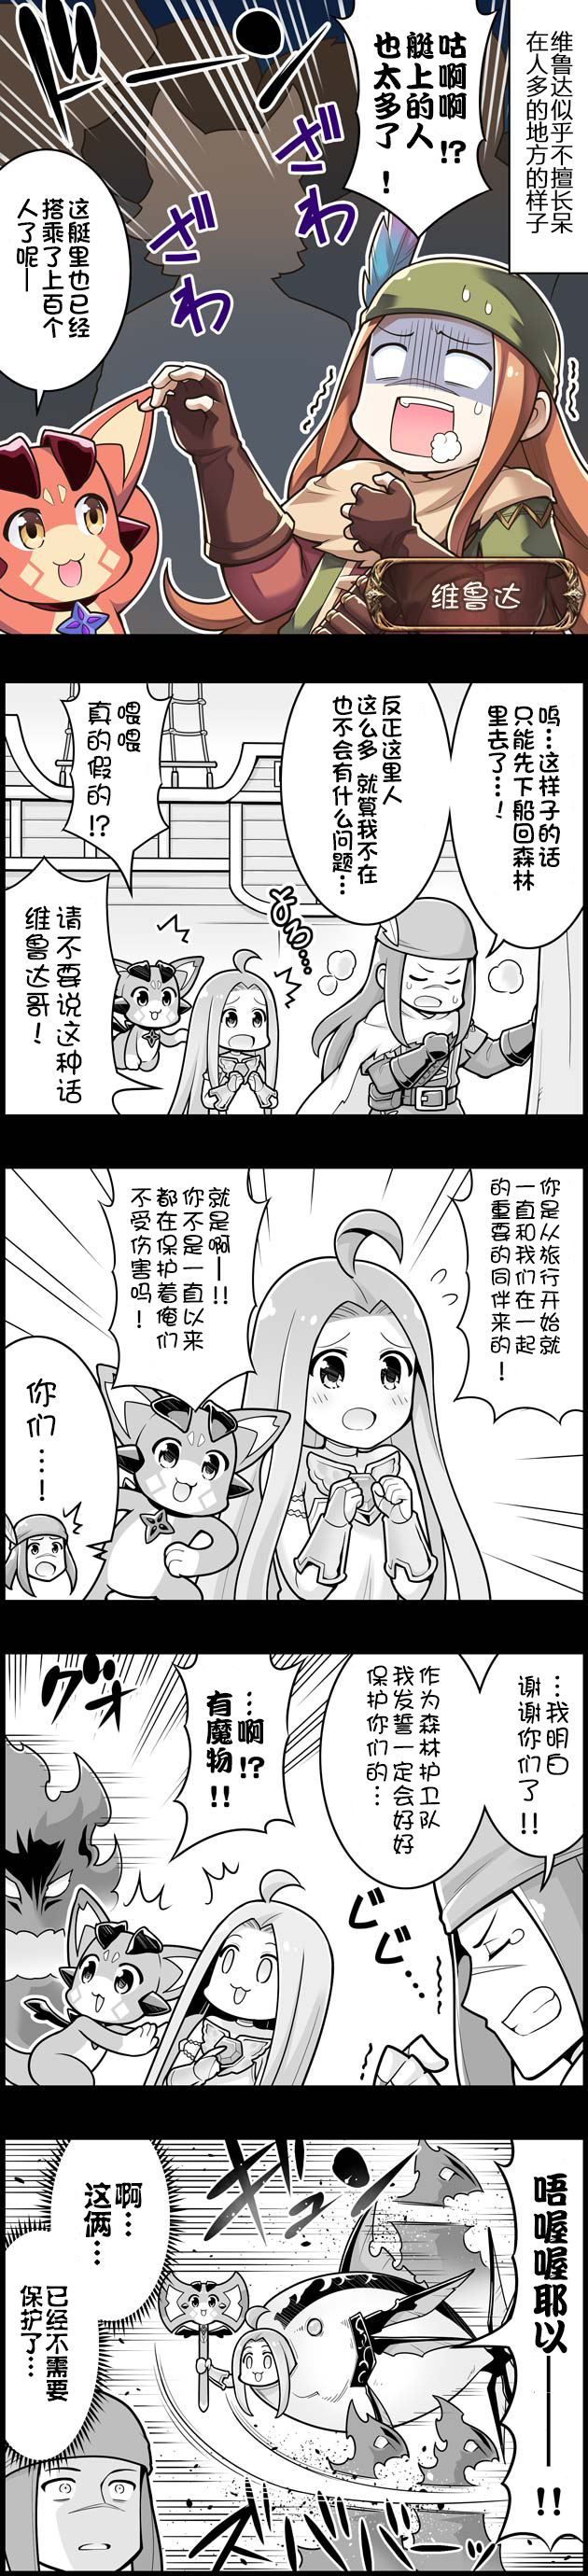 维鲁达似乎不擅长呆
在人多的地方的样子
咕啊啊!?
艇上的人
也太多了!
ドーン
ざわ
ざわ
这艇里也已经
搭乘了上百个
人了呢—
维鲁达
呜…这样子的话
只能先下船回森林
里去了…!
反正这里人
这么多 就算我不在
也不会有什么问题…
喂喂
真的假的!?
よろ…
请不要说这种话
维鲁达哥!
你是从旅行开始就
一直和我们在一起
的重要的同伴来的!
就是啊—!!
你不是一直以来
都在保护着俺们
不受伤害吗!
你们…!
…我明白
谢谢你们了!!
作为森林护卫队
我发誓一定会好好
保护你们的…
…啊!?
有魔物!!
グオ
ぐぐ…
唔喔喔耶以——!!
ギュン
啊…
这俩…
已经不需要
保护了…
ズドドド